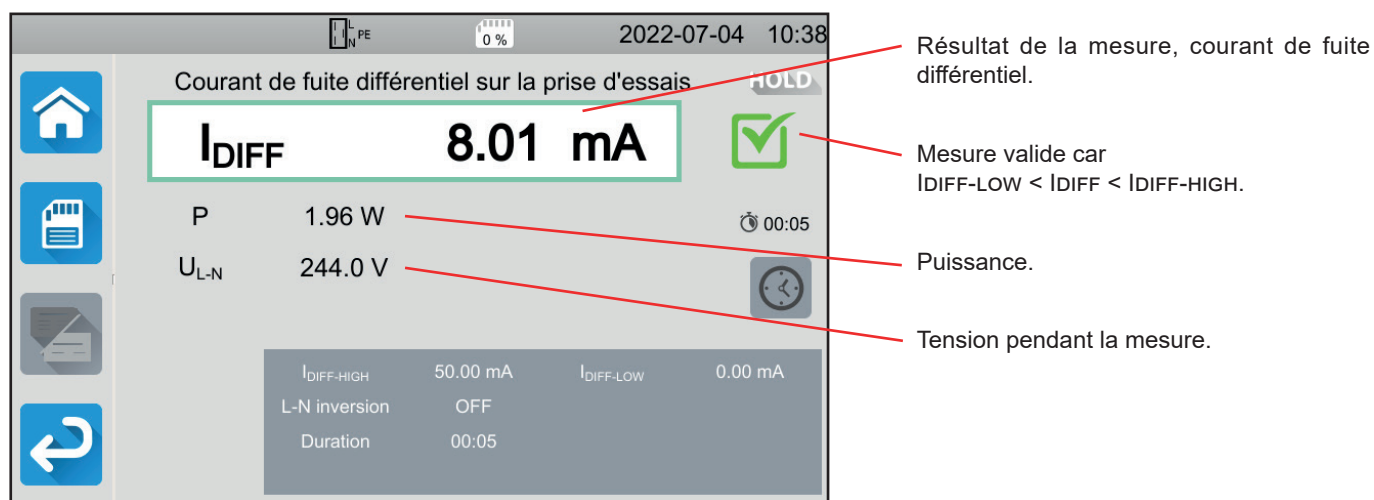 L
N PE
0 %
2022-07-04 10:38
Courant de fuite différentiel sur la prise d'essais
HOLD
IDIFF 8.01 mA
P 1.96 W
00:05
UL-N 244.0 V
IDIFF-HIGH 50.00 mA IDIFF-LOW 0.00 mA
L-N inversion OFF
Duration 00:05
Résultat de la mesure, courant de fuite
différentiel.
Mesure valide car
IDIFF-LOW < IDIFF < IDIFF-HIGH.
Puissance.
Tension pendant la mesure.